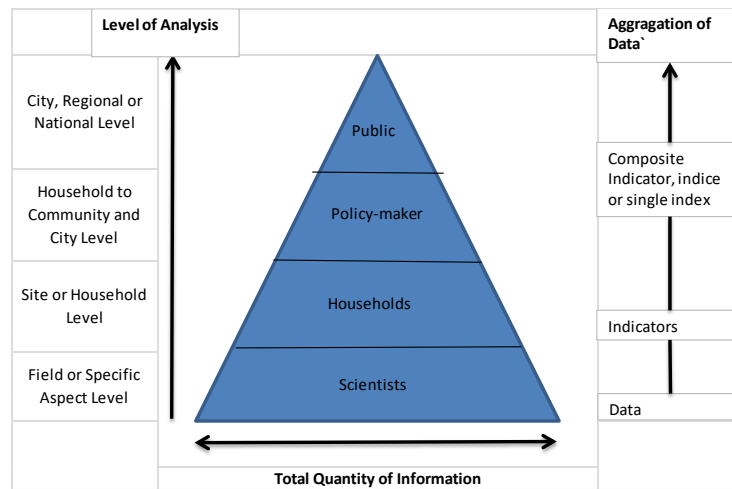 Level of Analysis
Aggragation of
Data`
City, Regional or
National Level
Public
Composite
Indicator, indice
or single index
Household to
Community and
City Level
Policy-maker
Site or Household
Level
Households
Indicators
Field or Specific
Aspect Level
Scientists
Data
Total Quantity of Information